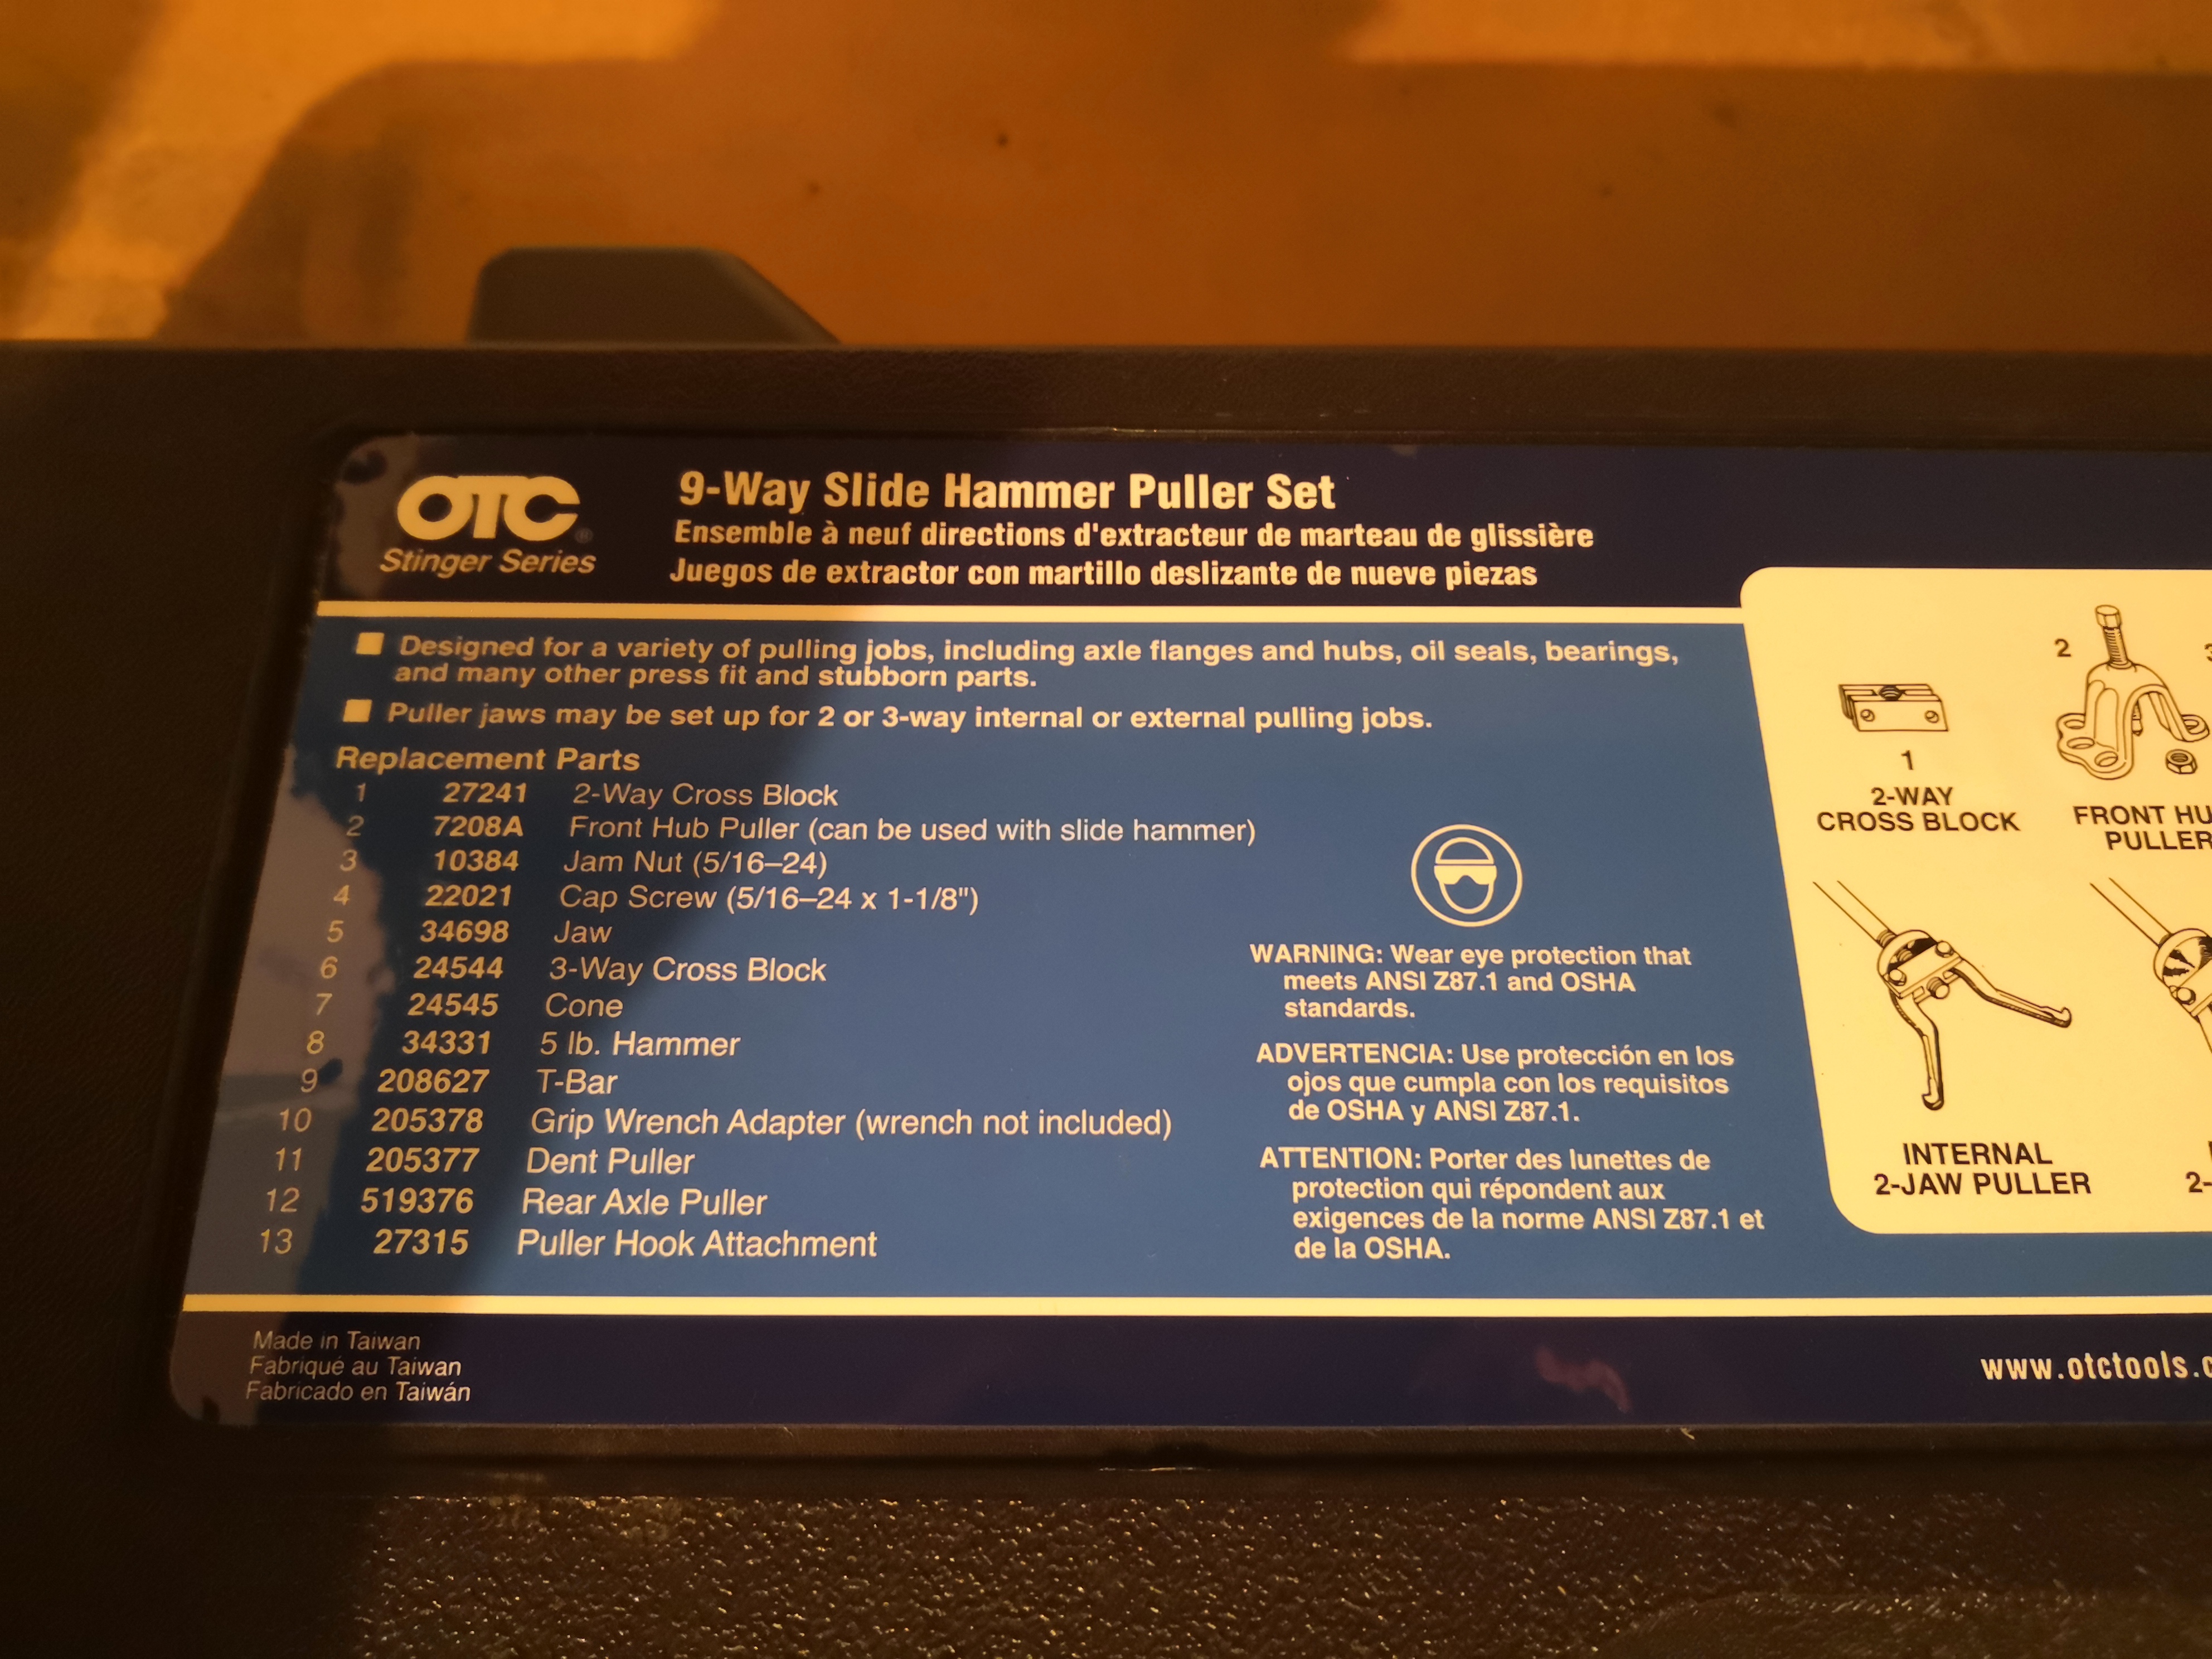 OTC®
Stinger Series
9-Way Slide Hammer Puller Set
Ensemble à neuf directions d'extracteur de marteau de glissière
Juegos de extractor con martillo deslizante de nueve piezas
Designed for a variety of pulling jobs, including axle flanges and hubs, oil seals, bearings,
and many other press fit and stubborn parts.
Puller jaws may be set up for 2 or 3-way internal or external pulling jobs.
Replacement Parts
1 27241 2-Way Cross Block
2 7208A Front Hub Puller (can be used with slide hammer)
3 10384 Jam Nut (5/16–24)
4 22021 Cap Screw (5/16–24 x 1-1/8")
5 34698 Jaw
6 24544 3-Way Cross Block
7 24545 Cone
8 34331 5 lb. Hammer
9 208627 T-Bar
10 205378 Grip Wrench Adapter (wrench not included)
11 205377 Dent Puller
12 519376 Rear Axle Puller
13 27315 Puller Hook Attachment
WARNING: Wear eye protection that
meets ANSI Z87.1 and OSHA
standards.
ADVERTENCIA: Use protección en los
ojos que cumpla con los requisitos
de OSHA y ANSI Z87.1.
ATTENTION: Porter des lunettes de
protection qui répondent aux
exigences de la norme ANSI Z87.1 et
de la OSHA.
1
2-WAY
CROSS BLOCK
2
FRONT HU
PULLER
INTERNAL
2-JAW PULLER
2-
Made in Taiwan
Fabriqué au Taiwan
Fabricado en Taiwán
www.otctools.c